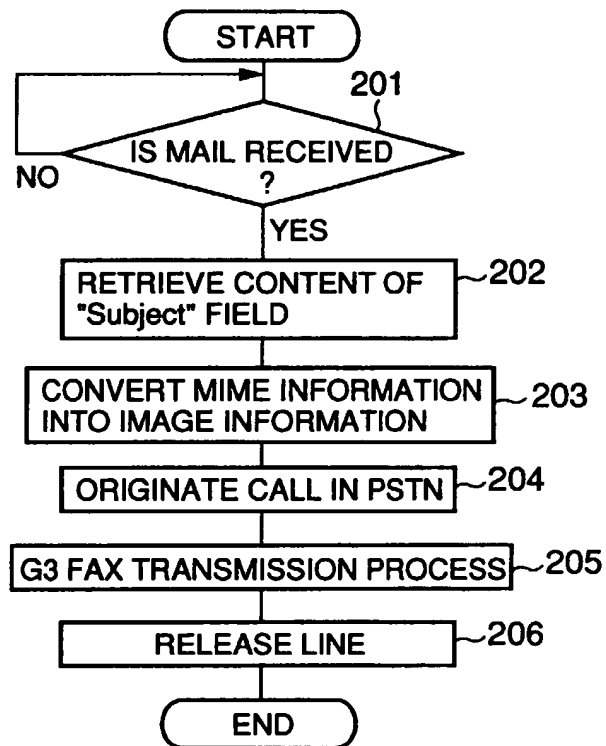 START
201
IS MAIL RECEIVED
?
NO
YES
RETRIEVE CONTENT OF
"Subject" FIELD
202
CONVERT MIME INFORMATION
INTO IMAGE INFORMATION
203
ORIGINATE CALL IN PSTN
204
G3 FAX TRANSMISSION PROCESS
205
RELEASE LINE
206
END